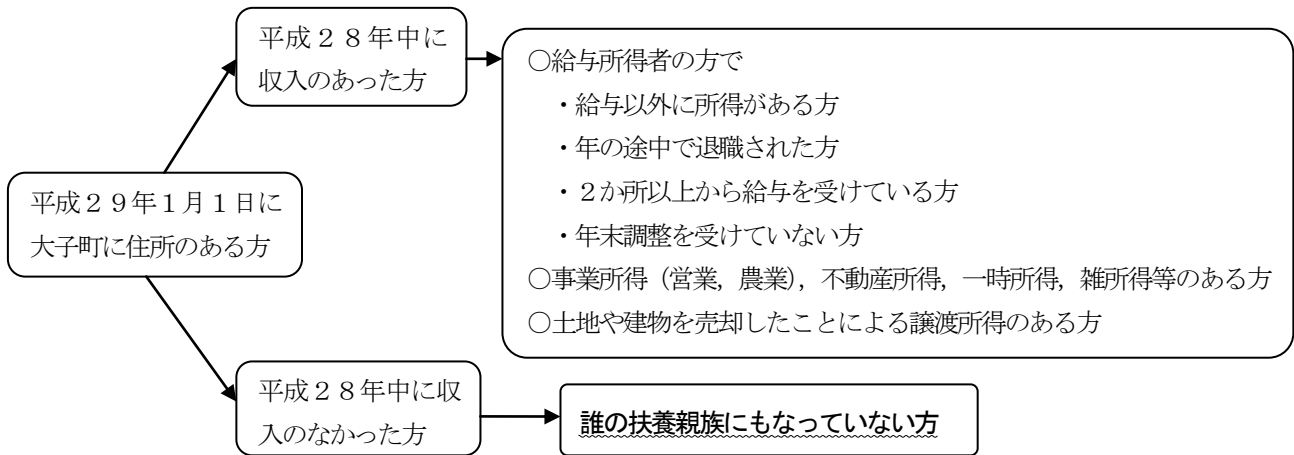 平成２８年中に
収入のあった方
○給与所得者の方で
・給与以外に所得がある方
・年の途中で退職された方
・２か所以上から給与を受けている方
・年末調整を受けていない方
○事業所得（営業，農業），不動産所得，一時所得，雑所得等のある方
○土地や建物を売却したことによる譲渡所得のある方
平成２９年１月１日に
大子町に住所のある方
平成２８年中に収
入のなかった方
誰の扶養親族にもなっていない方